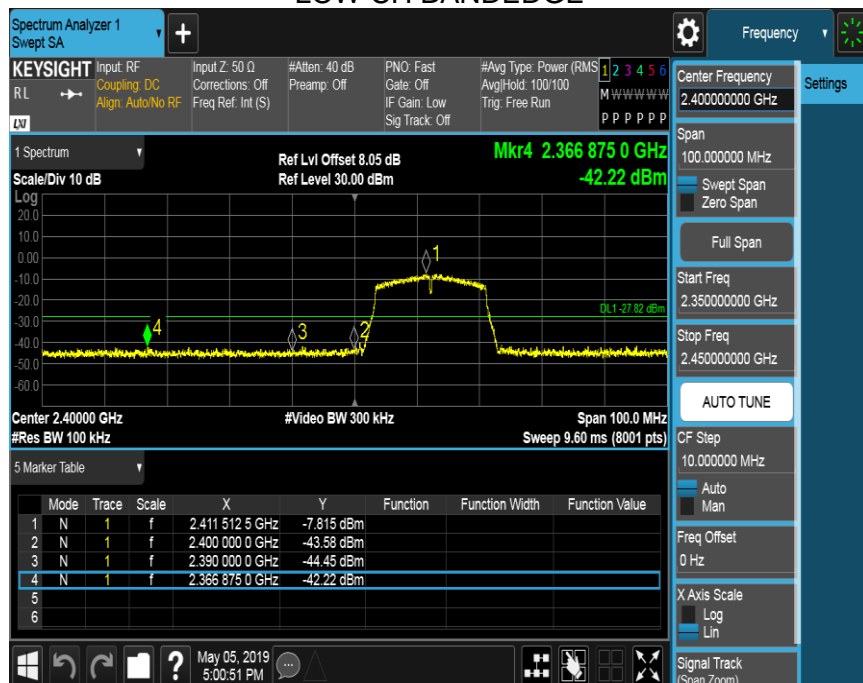 LOW CH BANDEDGE
Spectrum Analyzer 1
Swept SA
+
Frequency
KEYSIGHT
RL
LXI
Input: RF
Coupling: DC
Align: Auto/No RF
Input Z: 50 Ω
Corrections: Off
Freq Ref: Int (S)
#Atten: 40 dB
Preamp: Off
PNO: Fast
Gate: Off
IF Gain: Low
Sig Track: Off
#Avg Type: Power (RMS
Avg|Hold: 100/100
Trig: Free Run
1 2 3 4 5 6
M W W W W W
P P P P P P
Center Frequency
2.400000000 GHz
Settings
Span
100.000000 MHz
Swept Span
Zero Span
Full Span
Start Freq
2.350000000 GHz
Stop Freq
2.450000000 GHz
AUTO TUNE
CF Step
10.000000 MHz
Auto
Man
Freq Offset
0 Hz
X Axis Scale
Log
Lin
Signal Track
(Span Zoom)
1 Spectrum
Scale/Div 10 dB
Ref Lvl Offset 8.05 dB
Ref Level 30.00 dBm
Mkr4 2.366 875 0 GHz
-42.22 dBm
Log
20.0
10.0
0.00
-10.0
-20.0
-30.0
-40.0
-50.0
-60.0
1
2
3
4
DL1 -27.82 dBm
Center 2.40000 GHz
#Res BW 100 kHz
#Video BW 300 kHz
Span 100.0 MHz
Sweep 9.60 ms (8001 pts)
5 Marker Table
Mode Trace Scale X Y Function Function Width Function Value
1 N 1 f 2.411 512 5 GHz -7.815 dBm
2 N 1 f 2.400 000 0 GHz -43.58 dBm
3 N 1 f 2.390 000 0 GHz -44.45 dBm
4 N 1 f 2.366 875 0 GHz -42.22 dBm
5
6
?
May 05, 2019
5:00:51 PM